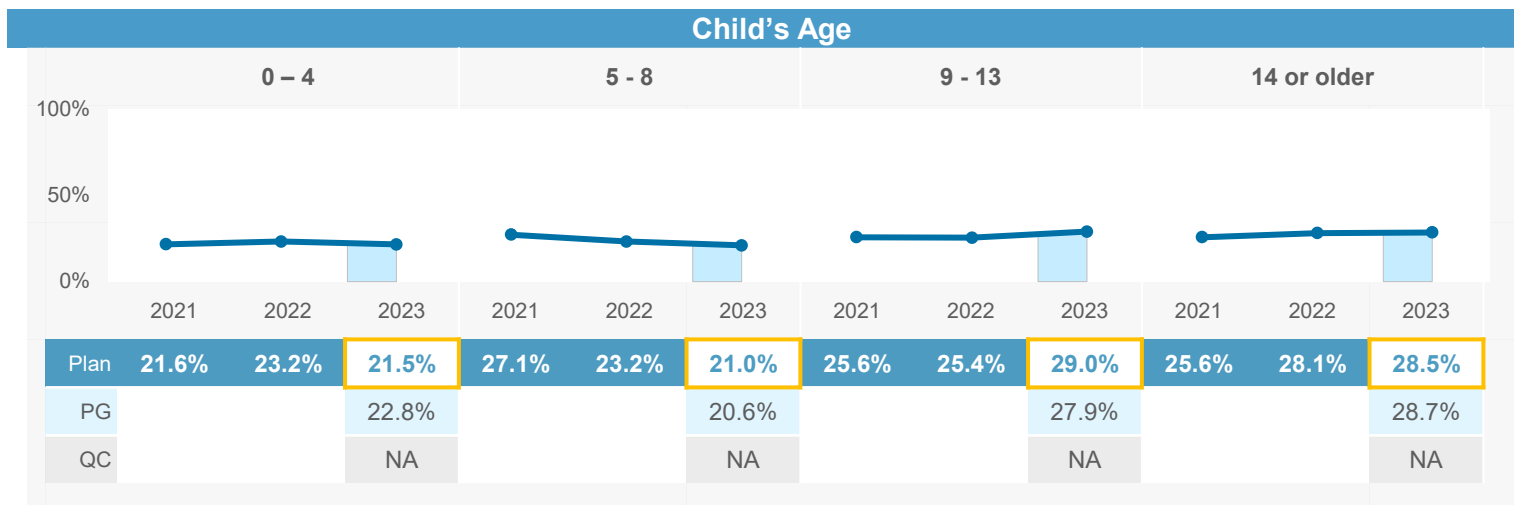 Child’s Age
0 – 4 5 - 8 9 - 13 14 or older
100%
50%
0%
2021 2022 2023 2021 2022 2023 2021 2022 2023 2021 2022 2023
Plan 21.6% 23.2% 21.5% 27.1% 23.2% 21.0% 25.6% 25.4% 29.0% 25.6% 28.1% 28.5%
PG 22.8% 20.6% 27.9% 28.7%
QC NA NA NA NA